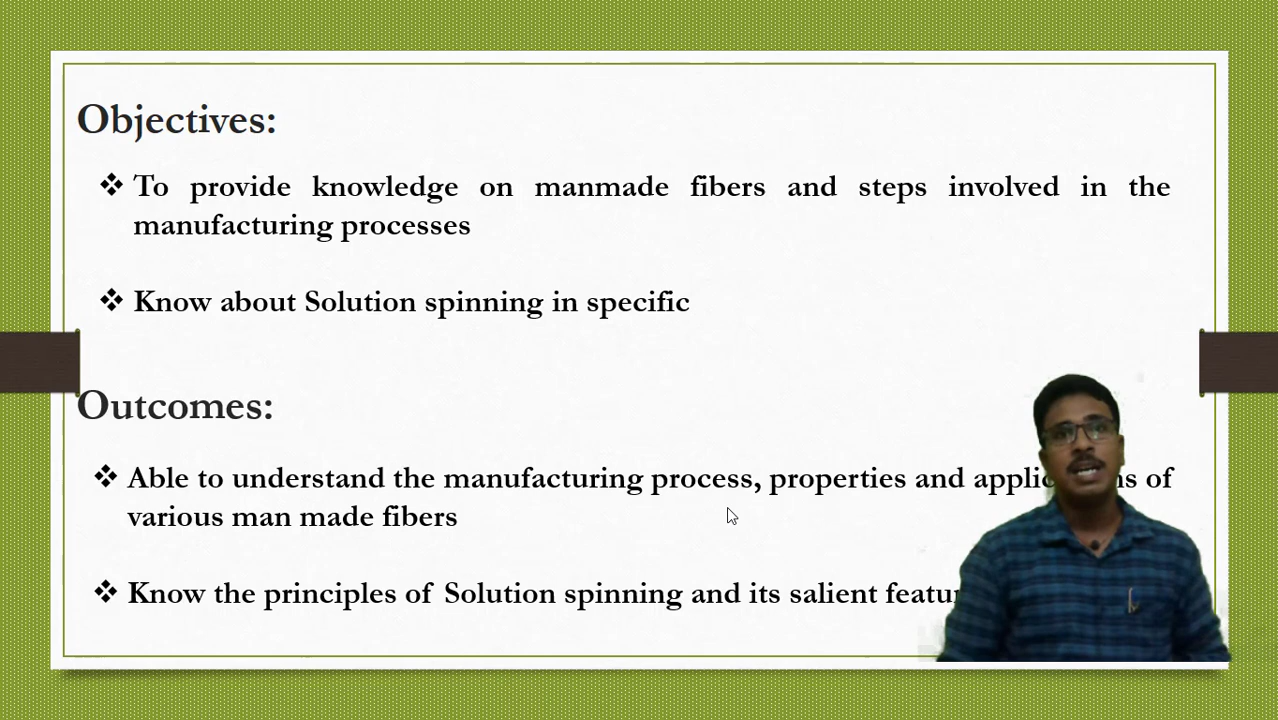 Objectives:
❖ To provide knowledge on manmade fibers and steps involved in the
manufacturing processes
❖ Know about Solution spinning in specific
Outcomes:
❖ Able to understand the manufacturing process, properties and of
various man made fibers
❖ Know the principles of Solution spinning and its salient